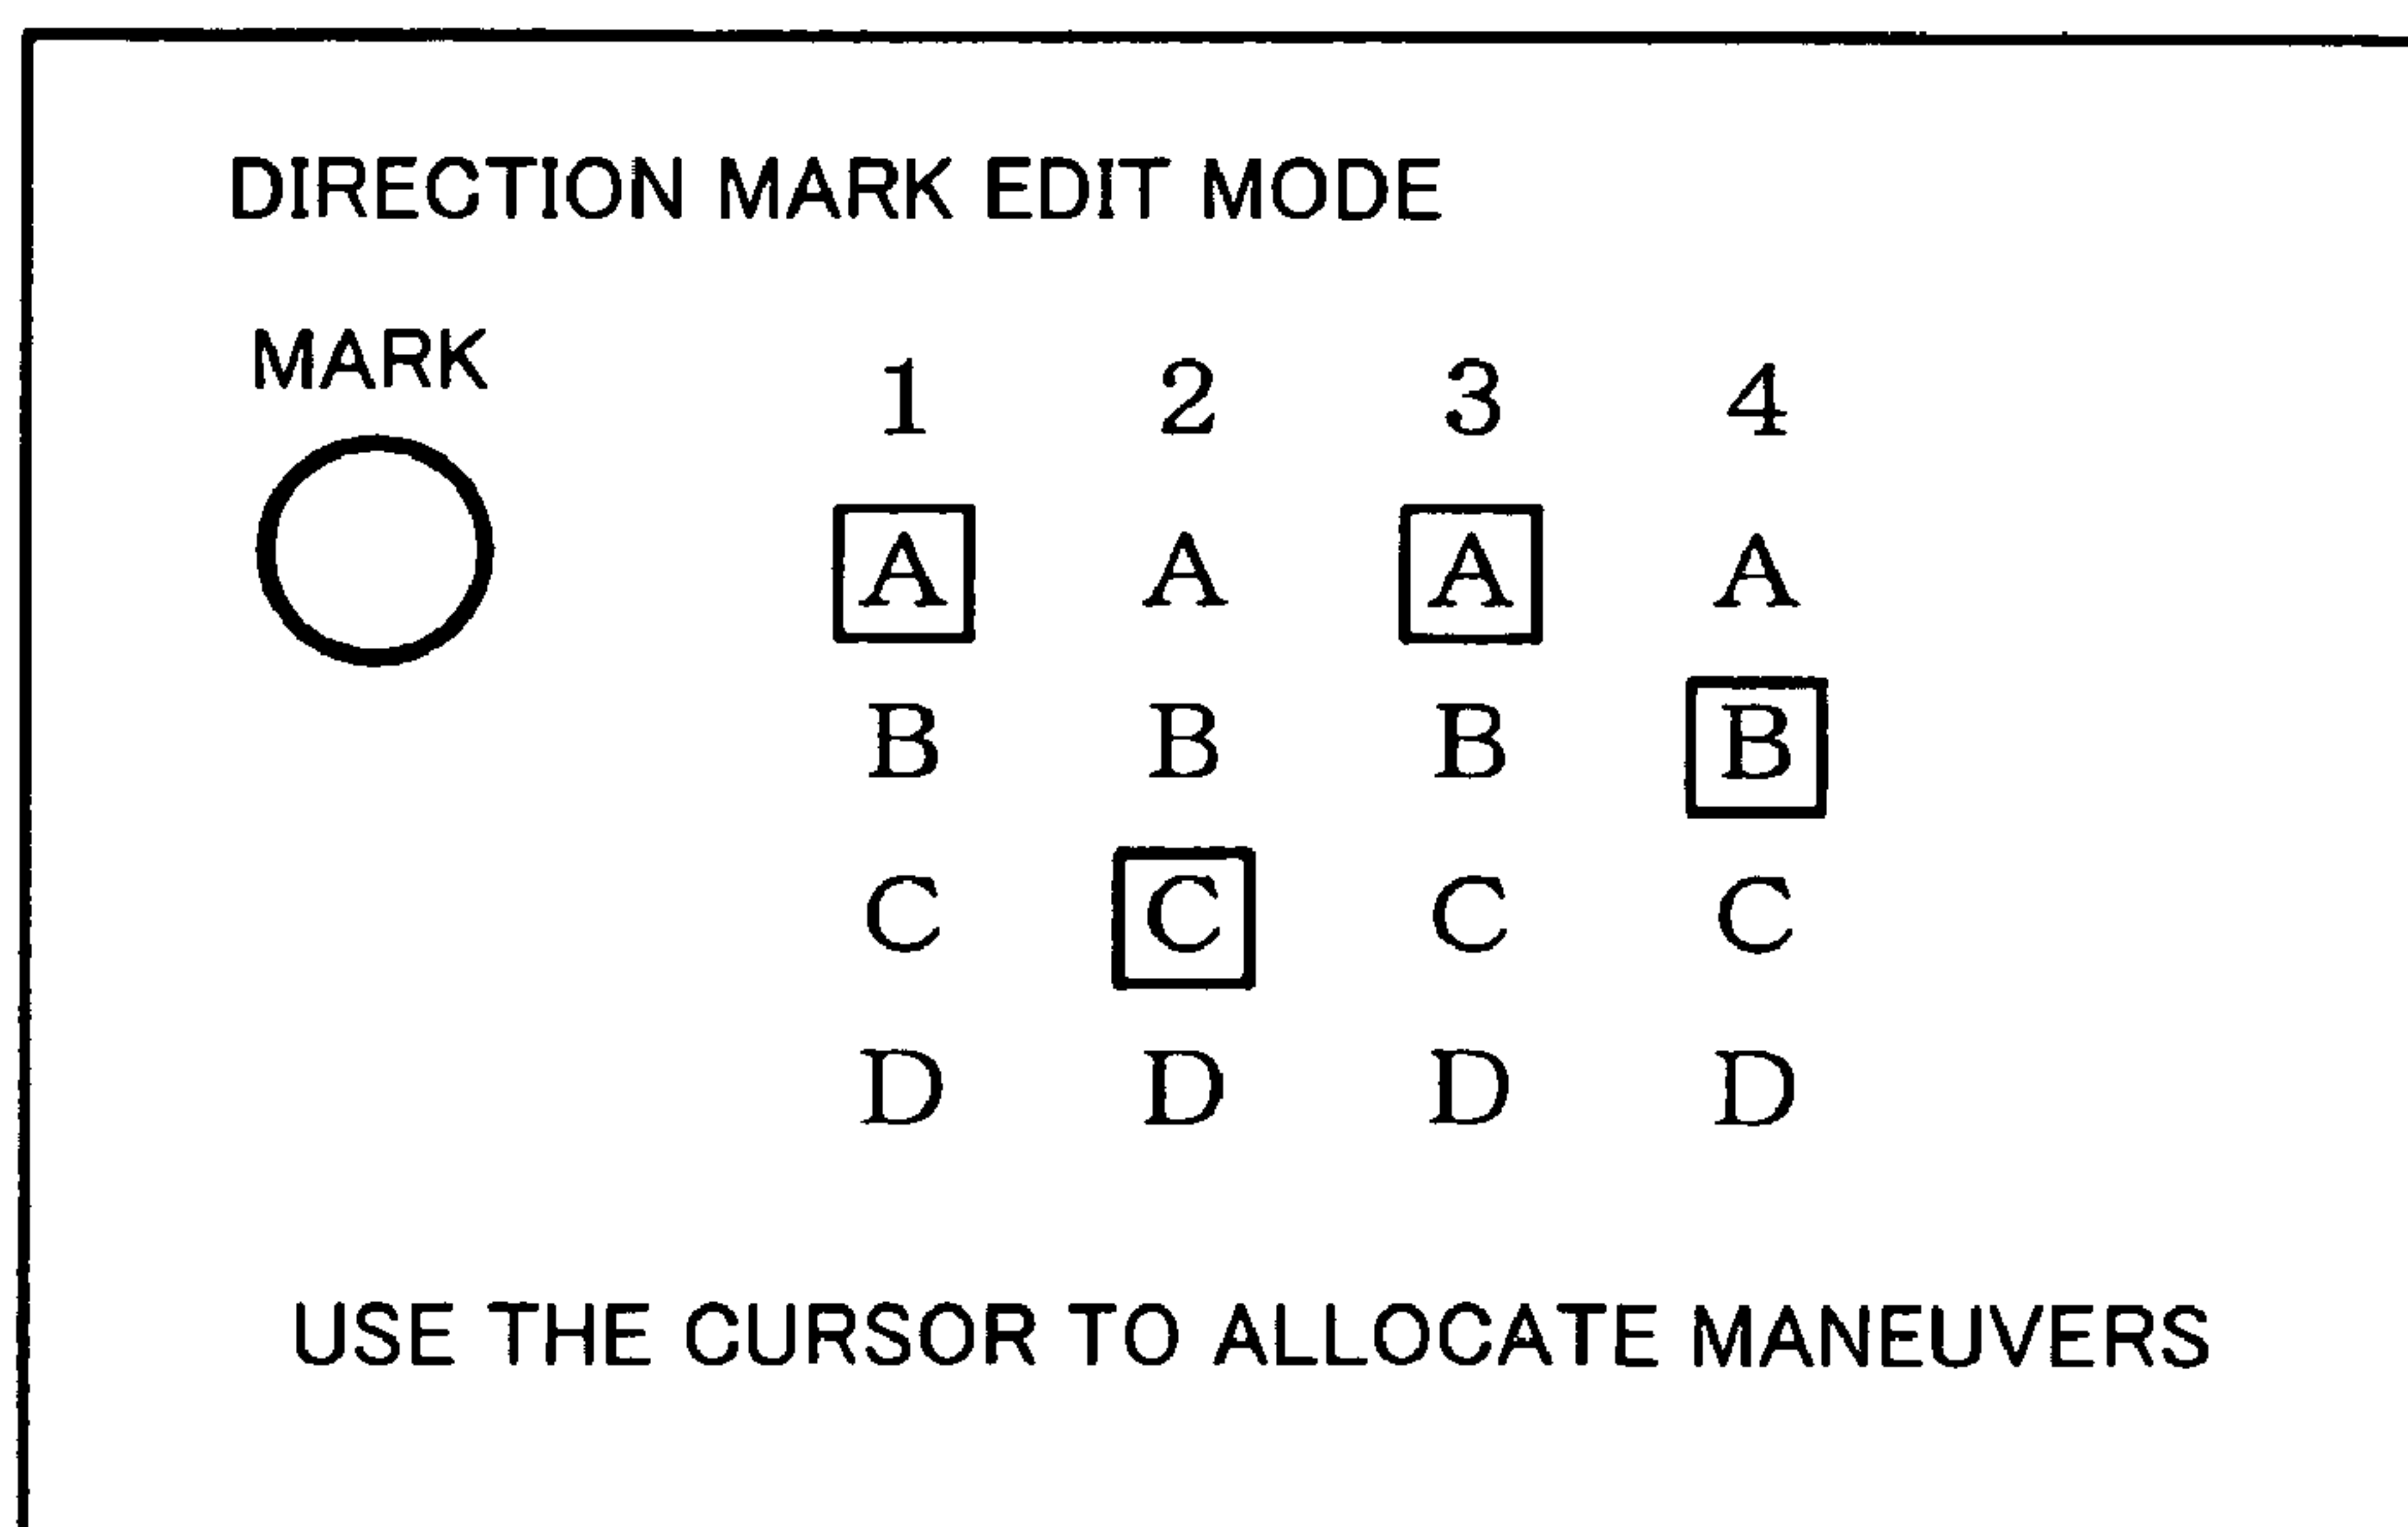 DIRECTION MARK EDIT MODE
MARK
1 2 3 4
A A A A
B B B B
C C C C
D D D D
USE THE CURSOR TO ALLOCATE MANEUVERS